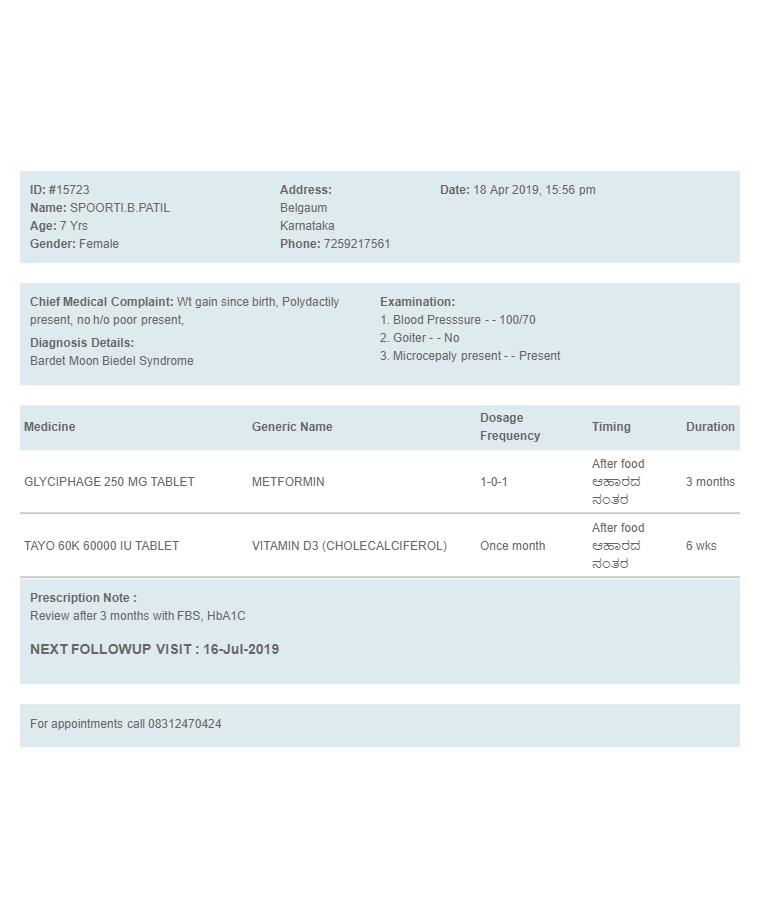 ID: #15723
Name: SPOORTI.B.PATIL
Age: 7 Yrs
Gender: Female
Address:
Belgaum
Karnataka
Phone: 7259217561
Date: 18 Apr 2019, 15:56 pm
Chief Medical Complaint: Wt gain since birth, Polydactily
present, no h/o poor present,
Diagnosis Details:
Bardet Moon Biedel Syndrome
Examination:
1. Blood Presssure - - 100/70
2. Goiter - - No
3. Microcepaly present - - Present
Medicine Generic Name Dosage Frequency Timing Duration
GLYCIPHAGE 250 MG TABLET METFORMIN 1-0-1 After food ಆಹಾರದ ನಂತರ 3 months
TAYO 60K 60000 IU TABLET VITAMIN D3 (CHOLECALCIFEROL) Once month After food ಆಹಾರದ ನಂತರ 6 wks
Prescription Note :
Review after 3 months with FBS, HbA1C
NEXT FOLLOWUP VISIT : 16-Jul-2019
For appointments call 08312470424